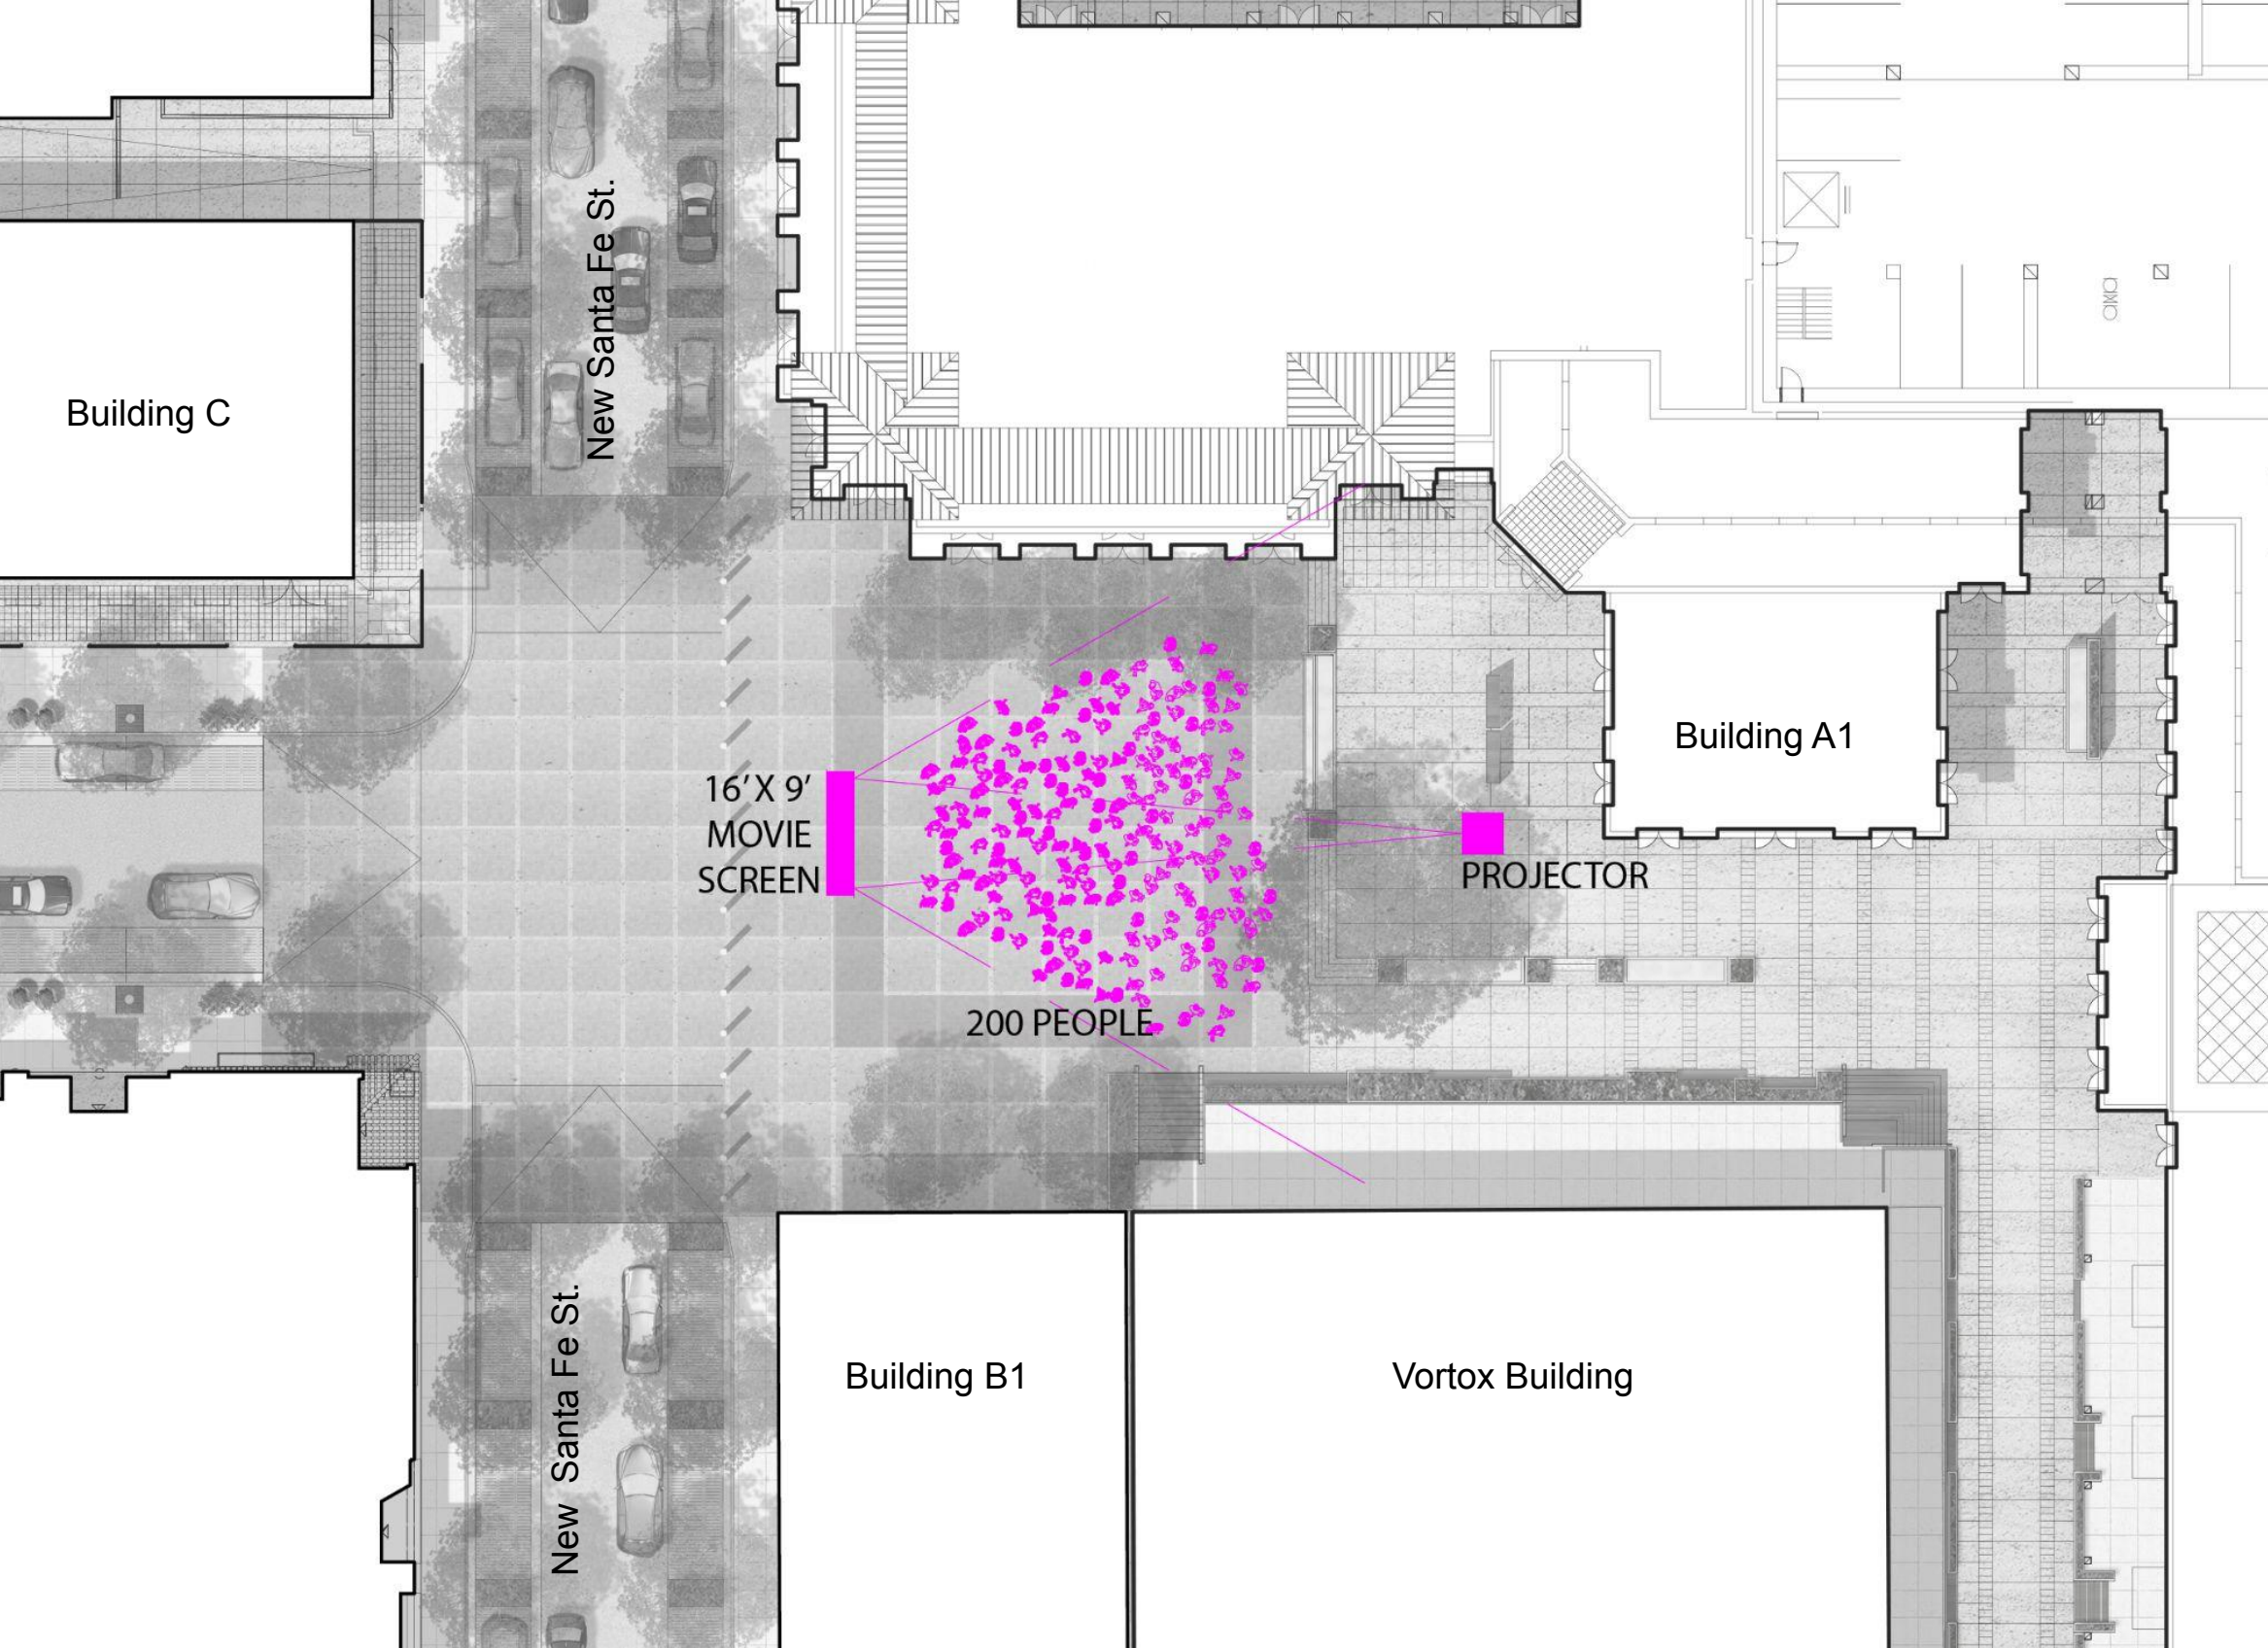 New Santa Fe St.
Building C
Building A1
16’ X 9’
MOVIE
SCREEN
PROJECTOR
200 PEOPLE
New Santa Fe St.
Building B1
Vortox Building